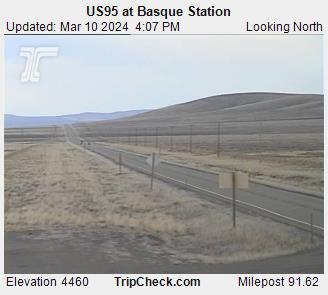 US95 at Basque Station
Updated: Mar 10 2024  4:07 PM Looking North
Elevation 4460 TripCheck.com Milepost 91.62